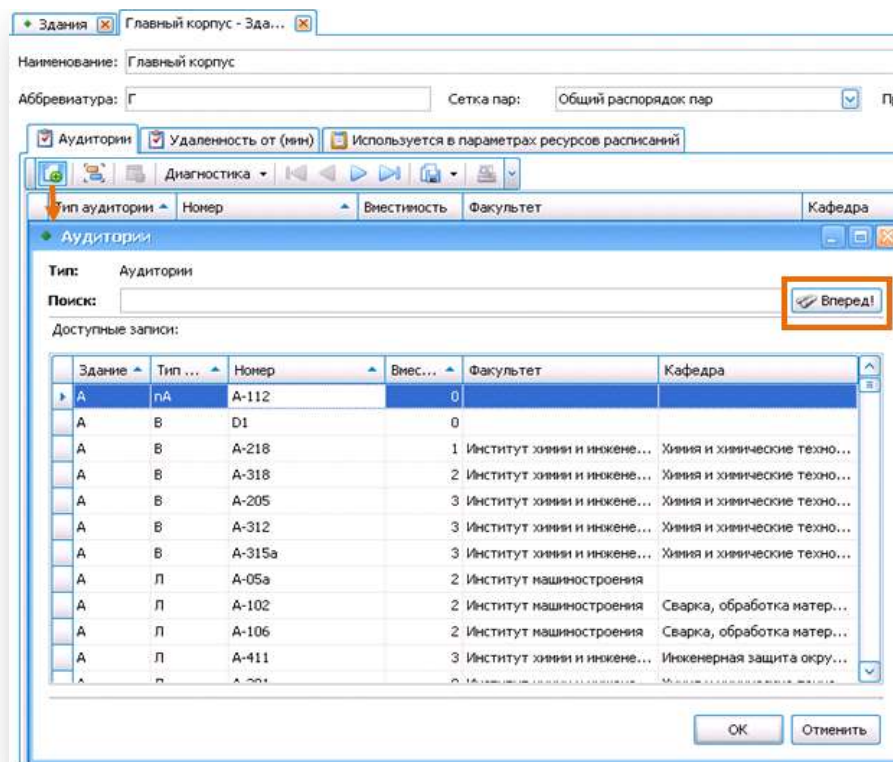 Здания Главный корпус - Зда...
Наименование: Главный корпус
Аббревиатура: Г Сетка пар: Общий распорядок пар
Аудитории Удаленность от (мин) Используется в параметрах ресурсов расписаний
Диагностика
Тип аудитории Номер Вместимость Факультет Кафедра
Аудитории
Тип: Аудитории
Поиск: Вперед!
Доступные записи:
Здание Тип ... Номер Вмес... Факультет Кафедра
А пА А-112 0
А В D1 0
А В А-218 1 Институт химии и инжене... Химия и химические техно...
А В А-318 2 Институт химии и инжене... Химия и химические техно...
А В А-205 3 Институт химии и инжене... Химия и химические техно...
А В А-312 3 Институт химии и инжене... Химия и химические техно...
А В А-315а 3 Институт химии и инжене... Химия и химические техно...
А Л А-05а 2 Институт машиностроения
А Л А-102 2 Институт машиностроения Сварка, обработка матер...
А Л А-106 2 Институт машиностроения Сварка, обработка матер...
А Л А-411 3 Институт химии и инжене... Инженерная защита окру...
ОК Отменить